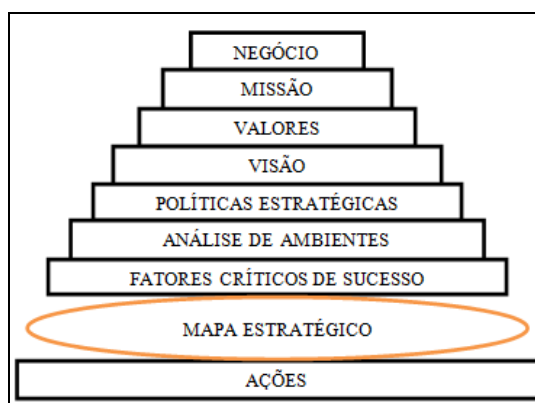 NEGÓCIO
MISSÃO
VALORES
VISÃO
POLÍTICAS ESTRATÉGICAS
ANÁLISE DE AMBIENTES
FATORES CRÍTICOS DE SUCESSO
MAPA ESTRATÉGICO
AÇÕES